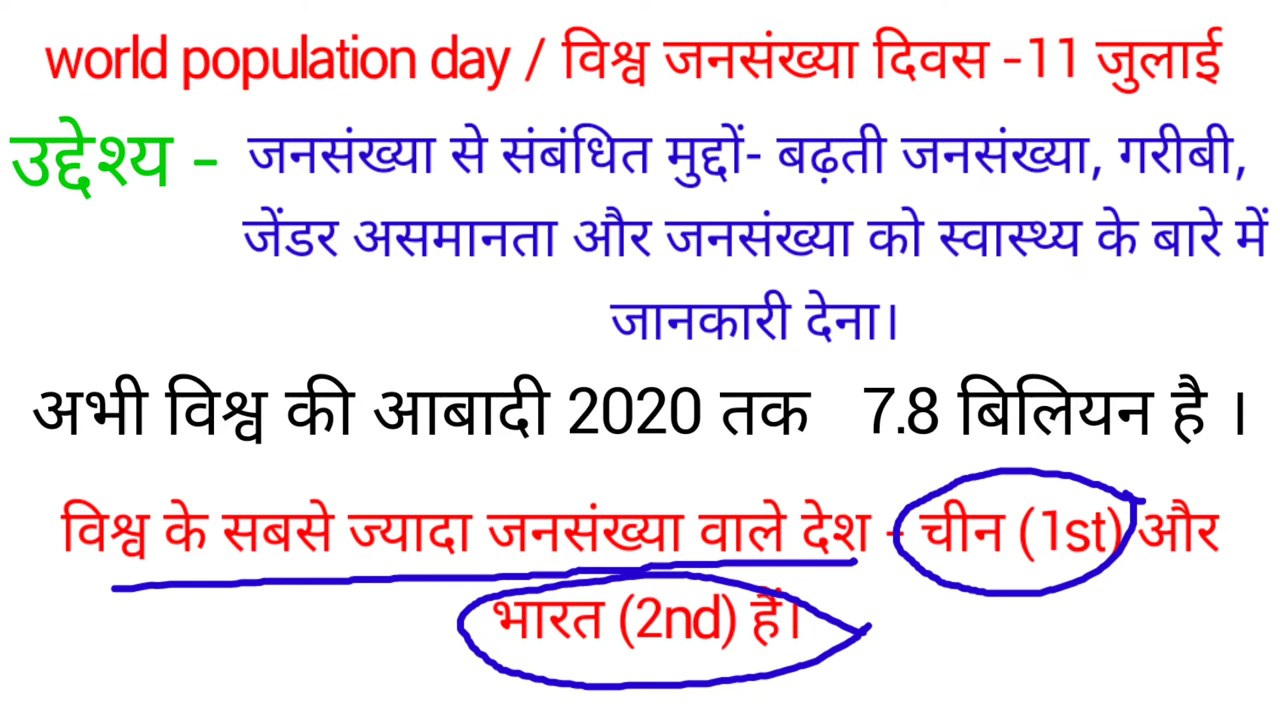 world population day / विश्व जनसंख्या दिवस -11 जुलाई
उद्देश्य - जनसंख्या से संबंधित मुद्दों- बढ़ती जनसंख्या, गरीबी,
जेंडर असमानता और जनसंख्या को स्वास्थ्य के बारे में
जानकारी देना।
अभी विश्व की आबादी 2020 तक 7.8 बिलियन है ।
विश्व के सबसे ज्यादा जनसंख्या वाले देश - चीन (1st) और
भारत (2nd) हैं।